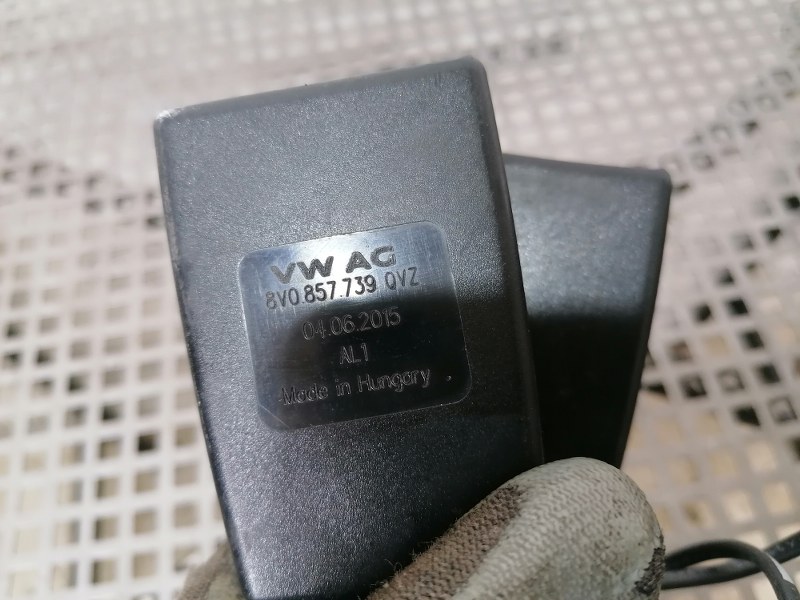 VW AG
8V0.857.739 QVZ
04.06.2015
AL1
Made in Hungary